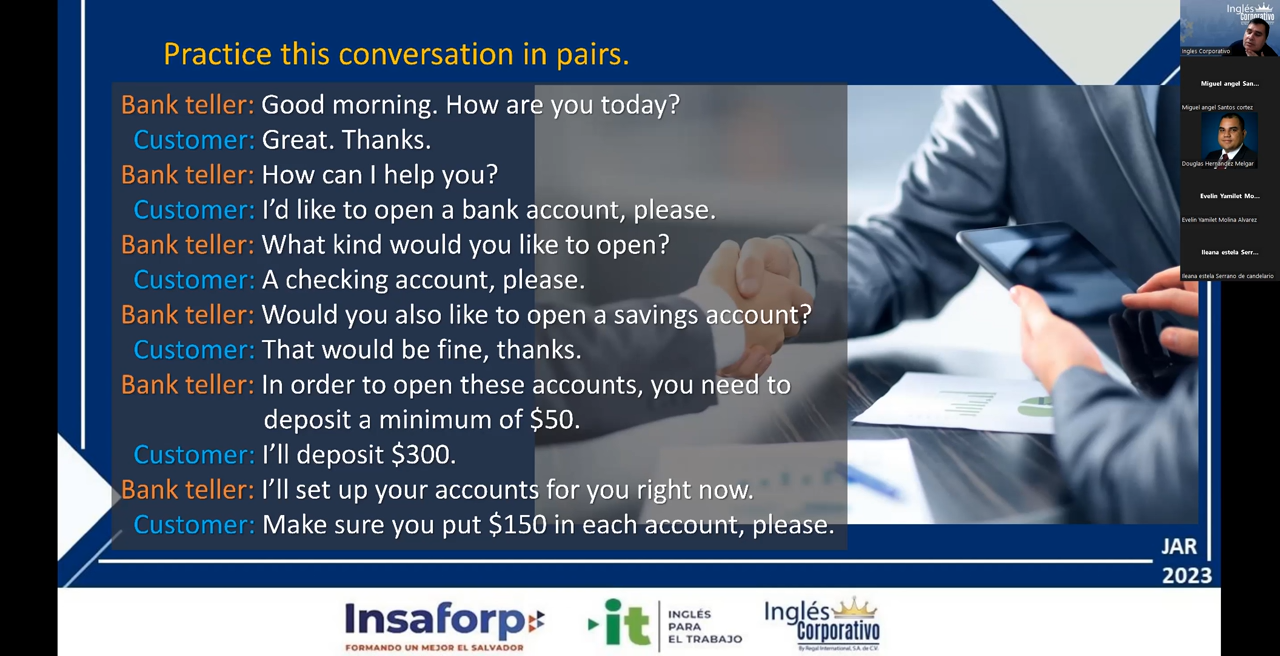 Practice this conversation in pairs.
Bank teller: Good morning. How are you today?
Customer: Great. Thanks.
Bank teller: How can I help you?
Customer: I'd like to open a bank account, please.
Bank teller: What kind would you like to open?
Customer: A checking account, please.
Bank teller: Would you also like to open a savings account?
Customer: That would be fine, thanks.
Bank teller: In order to open these accounts, you need to
deposit a minimum of $50.
Customer: I'll deposit $300.
Bank teller: I'll set up your accounts for you right now.
Customer: Make sure you put $150 in each account, please.
JAR
2023
Insaforp
FORMANDO UN MEJOR EL SALVADOR
it
INGLÉS
PARA
EL TRABAJO
Inglés
Corporativo
By Regal International, S.A. de C.V.
Inglés
Corporativo
Ingles Corporativo
Miguel angel San...
Miguel angel Santos cortez
Douglas Hernández Melgar
Evelin Yamilet Mo...
Evelin Yamilet Molina Alvarez
Ileana estela Serr...
Ileana estela Serrano de candelario